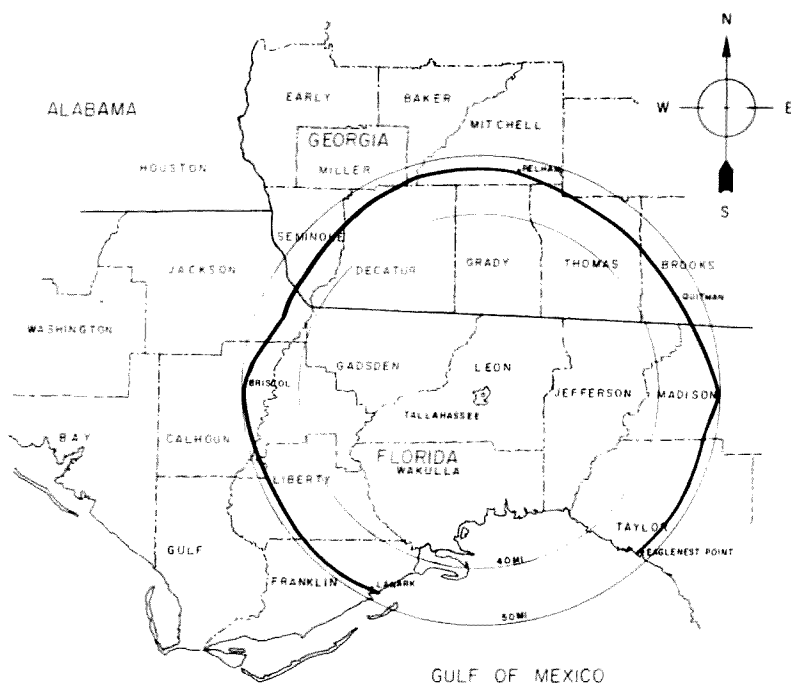 N
W
E
S
ALABAMA
EARLY
BAKER
MITCHELL
GEORGIA
HOUSTON
MILLER
PELHAM
SEMINOLE
JACKSON
DECATUR
GRADY
THOMAS
BROOKS
QUITMAN
WASHINGTON
GADSDEN
LEON
BRISTOL
JEFFERSON
MADISON
TALLAHASSEE
BAY
CALHOUN
FLORIDA
WAKULLA
LIBERTY
TAYLOR
GULF
EAGLENEST POINT
40MI
FRANKLIN
LANARK
50MI
GULF OF MEXICO